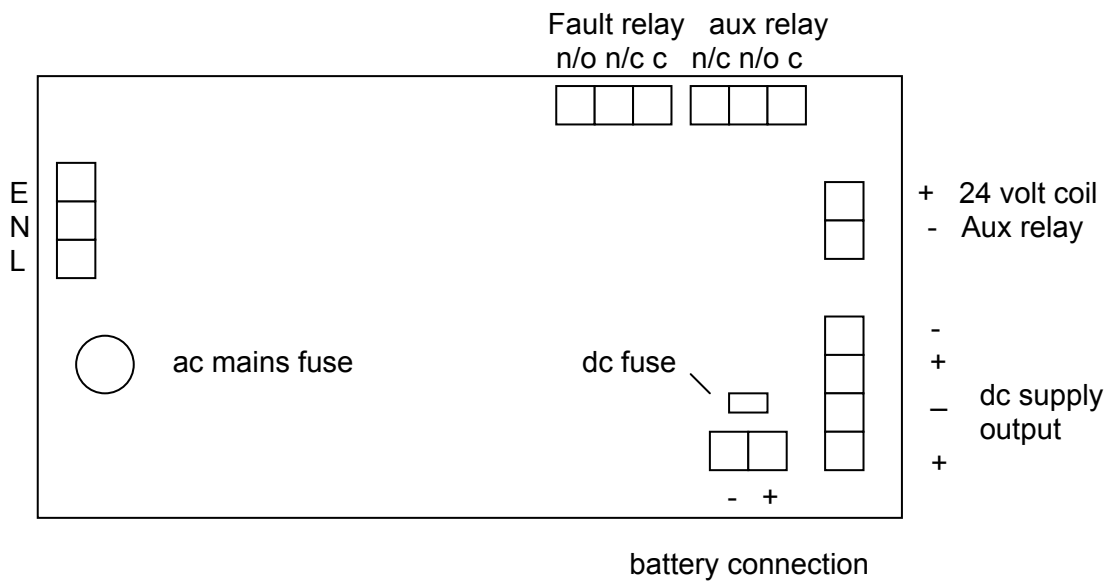 Fault relay aux relay
n/o n/c c n/c n/o c
E
N
L
+ 24 volt coil
- Aux relay
ac mains fuse
dc fuse
-
+
–
+
dc supply
output
- +
battery connection